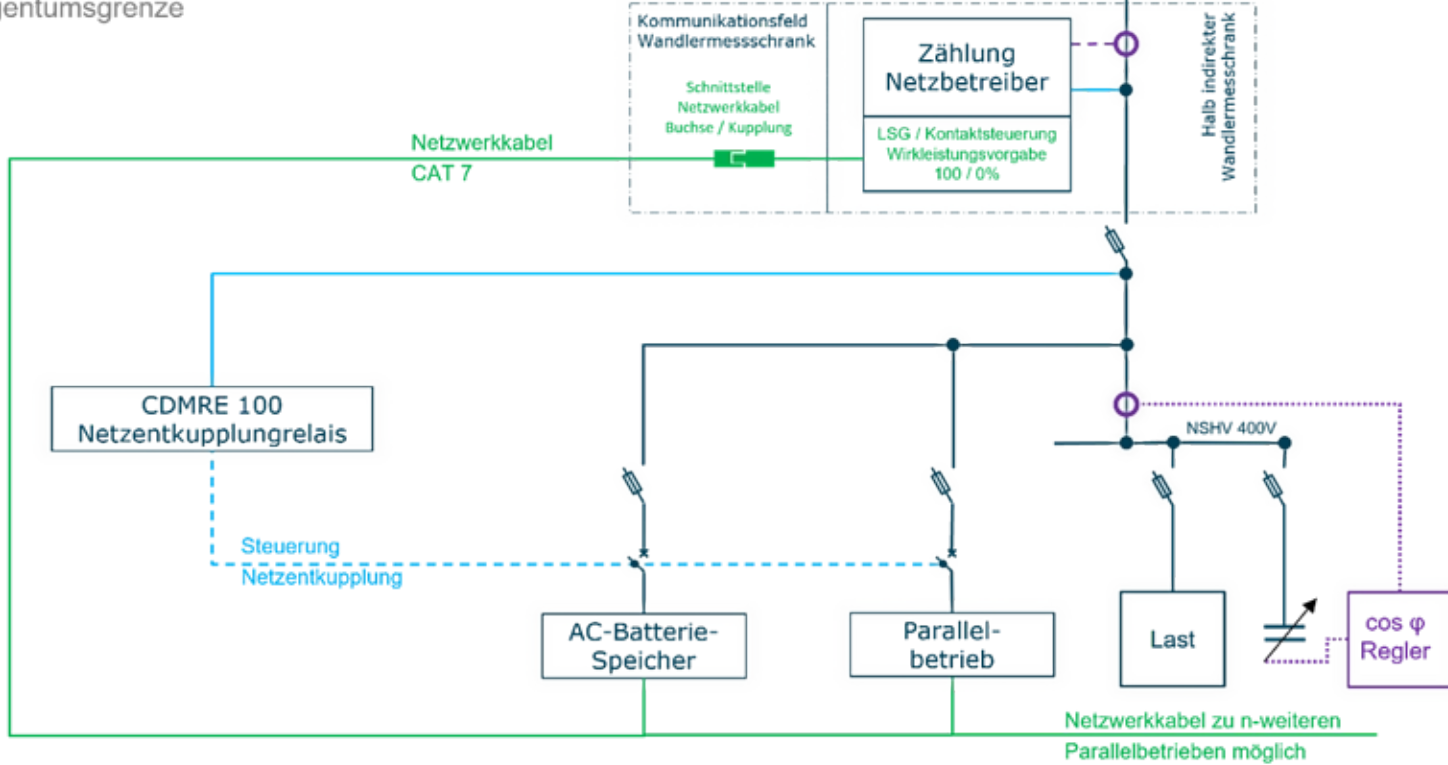 gentumsgrenze
Kommunikationsfeld
Wandlermessschrank
Zählung
Netzbetreiber
Halb indirekter
Wandlermesschrank
Schnittstelle
Netzwerkkabel
Buchse / Kupplung
LSG / Kontaktsteuerung
Wirkleistungsvorgabe
100 / 0%
Netzwerkkabel
CAT 7
CDMRE 100
Netzentkupplungrelais
NSHV 400V
Steuerung
Netzentkupplung
AC-Batterie-
Speicher
Parallel-
betrieb
Last
cos φ
Regler
Netzwerkkabel zu n-weiteren
Parallelbetrieben möglich